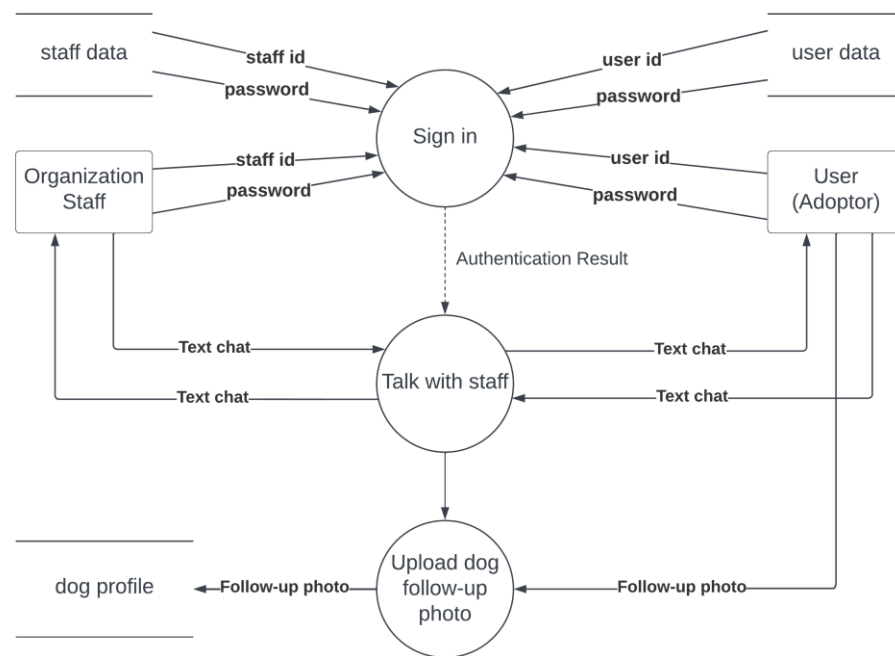 staff data
staff id
password
user id
password
user data
Sign in
Organization
Staff
staff id
password
user id
password
User
(Adoptor)
Authentication Result
Text chat
Text chat
Talk with staff
Text chat
Text chat
dog profile
Follow-up photo
Upload dog
follow-up
photo
Follow-up photo